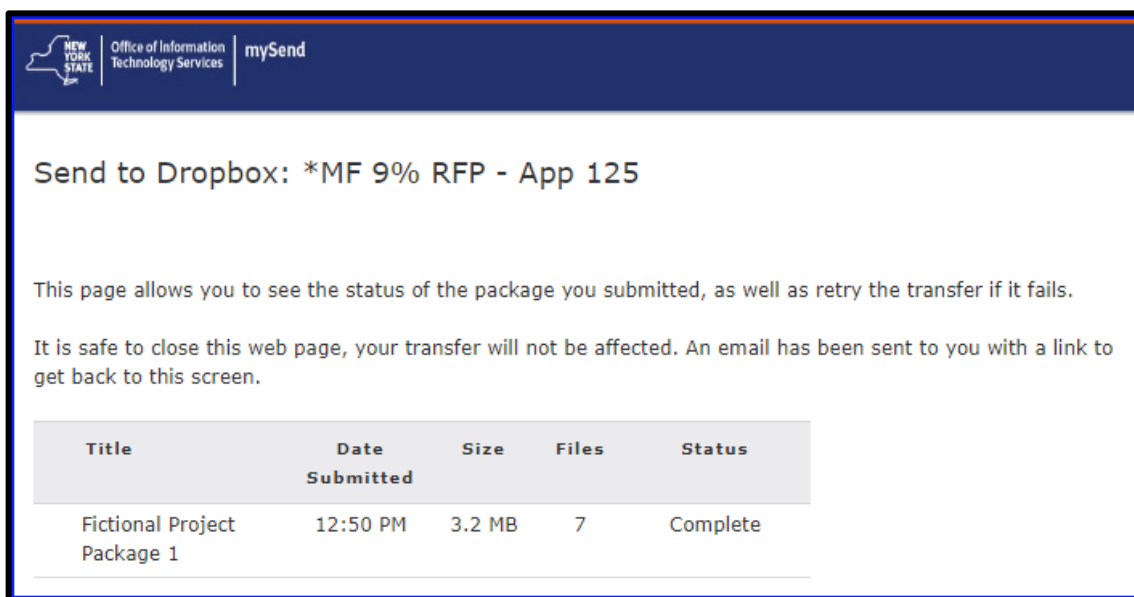 NEW
YORK
STATE
Office of Information
Technology Services
mySend
Send to Dropbox: *MF 9% RFP - App 125
This page allows you to see the status of the package you submitted, as well as retry the transfer if it fails.
It is safe to close this web page, your transfer will not be affected. An email has been sent to you with a link to
get back to this screen.
Title Date Size Files Status
Submitted
Fictional Project 12:50 PM 3.2 MB 7 Complete
Package 1